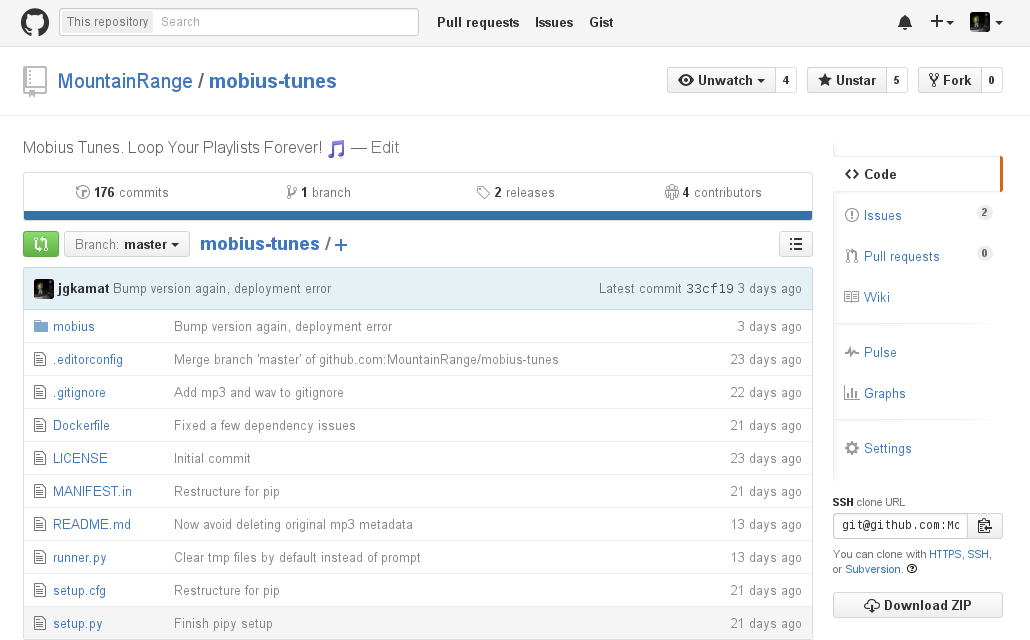 This repository Search Pull requests Issues Gist
MountainRange / mobius-tunes Unwatch 4 Unstar 5 Fork 0
Mobius Tunes. Loop Your Playlists Forever! 🎵 — Edit
176 commits 1 branch 2 releases 4 contributors
Branch: master mobius-tunes / +
jgkamat Bump version again, deployment error Latest commit 33cf19 3 days ago
mobius Bump version again, deployment error 3 days ago
.editorconfig Merge branch 'master' of github.com:MountainRange/mobius-tunes 23 days ago
.gitignore Add mp3 and wav to gitignore 22 days ago
Dockerfile Fixed a few dependency issues 21 days ago
LICENSE Initial commit 23 days ago
MANIFEST.in Restructure for pip 21 days ago
README.md Now avoid deleting original mp3 metadata 13 days ago
runner.py Clear tmp files by default instead of prompt 13 days ago
setup.cfg Restructure for pip 21 days ago
setup.py Finish pipy setup 21 days ago
Code
Issues 2
Pull requests 0
Wiki
Pulse
Graphs
Settings
SSH clone URL
git@github.com:Mo
You can clone with HTTPS, SSH,
or Subversion.
Download ZIP